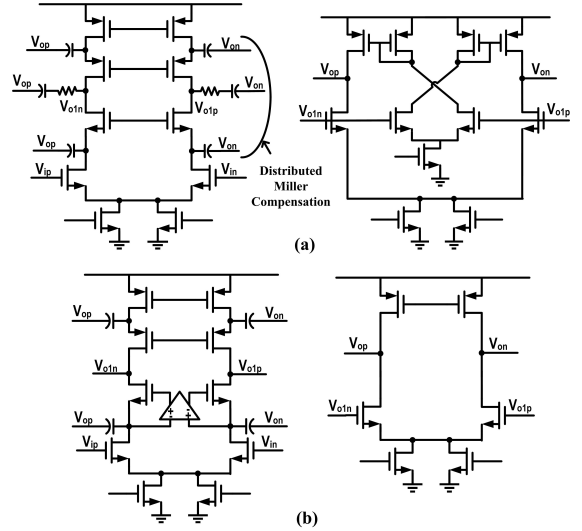 Vop
Von
Vop
Von
Vo1n
Vo1p
Vop
Von
Vip
Vin
Distributed
Miller
Compensation
Vop
Von
Vo1n
Vo1p
(a)
Vop
Von
Vo1n
Vo1p
+
-
-
+
Vop
Von
Vip
Vin
Vop
Von
Vo1n
Vo1p
(b)